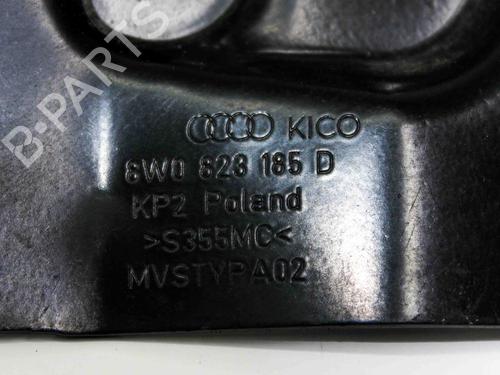 B-PARTS
KICO
8W0 823 185 D
KP2 Poland
>S355MC<
MVSTYPA02